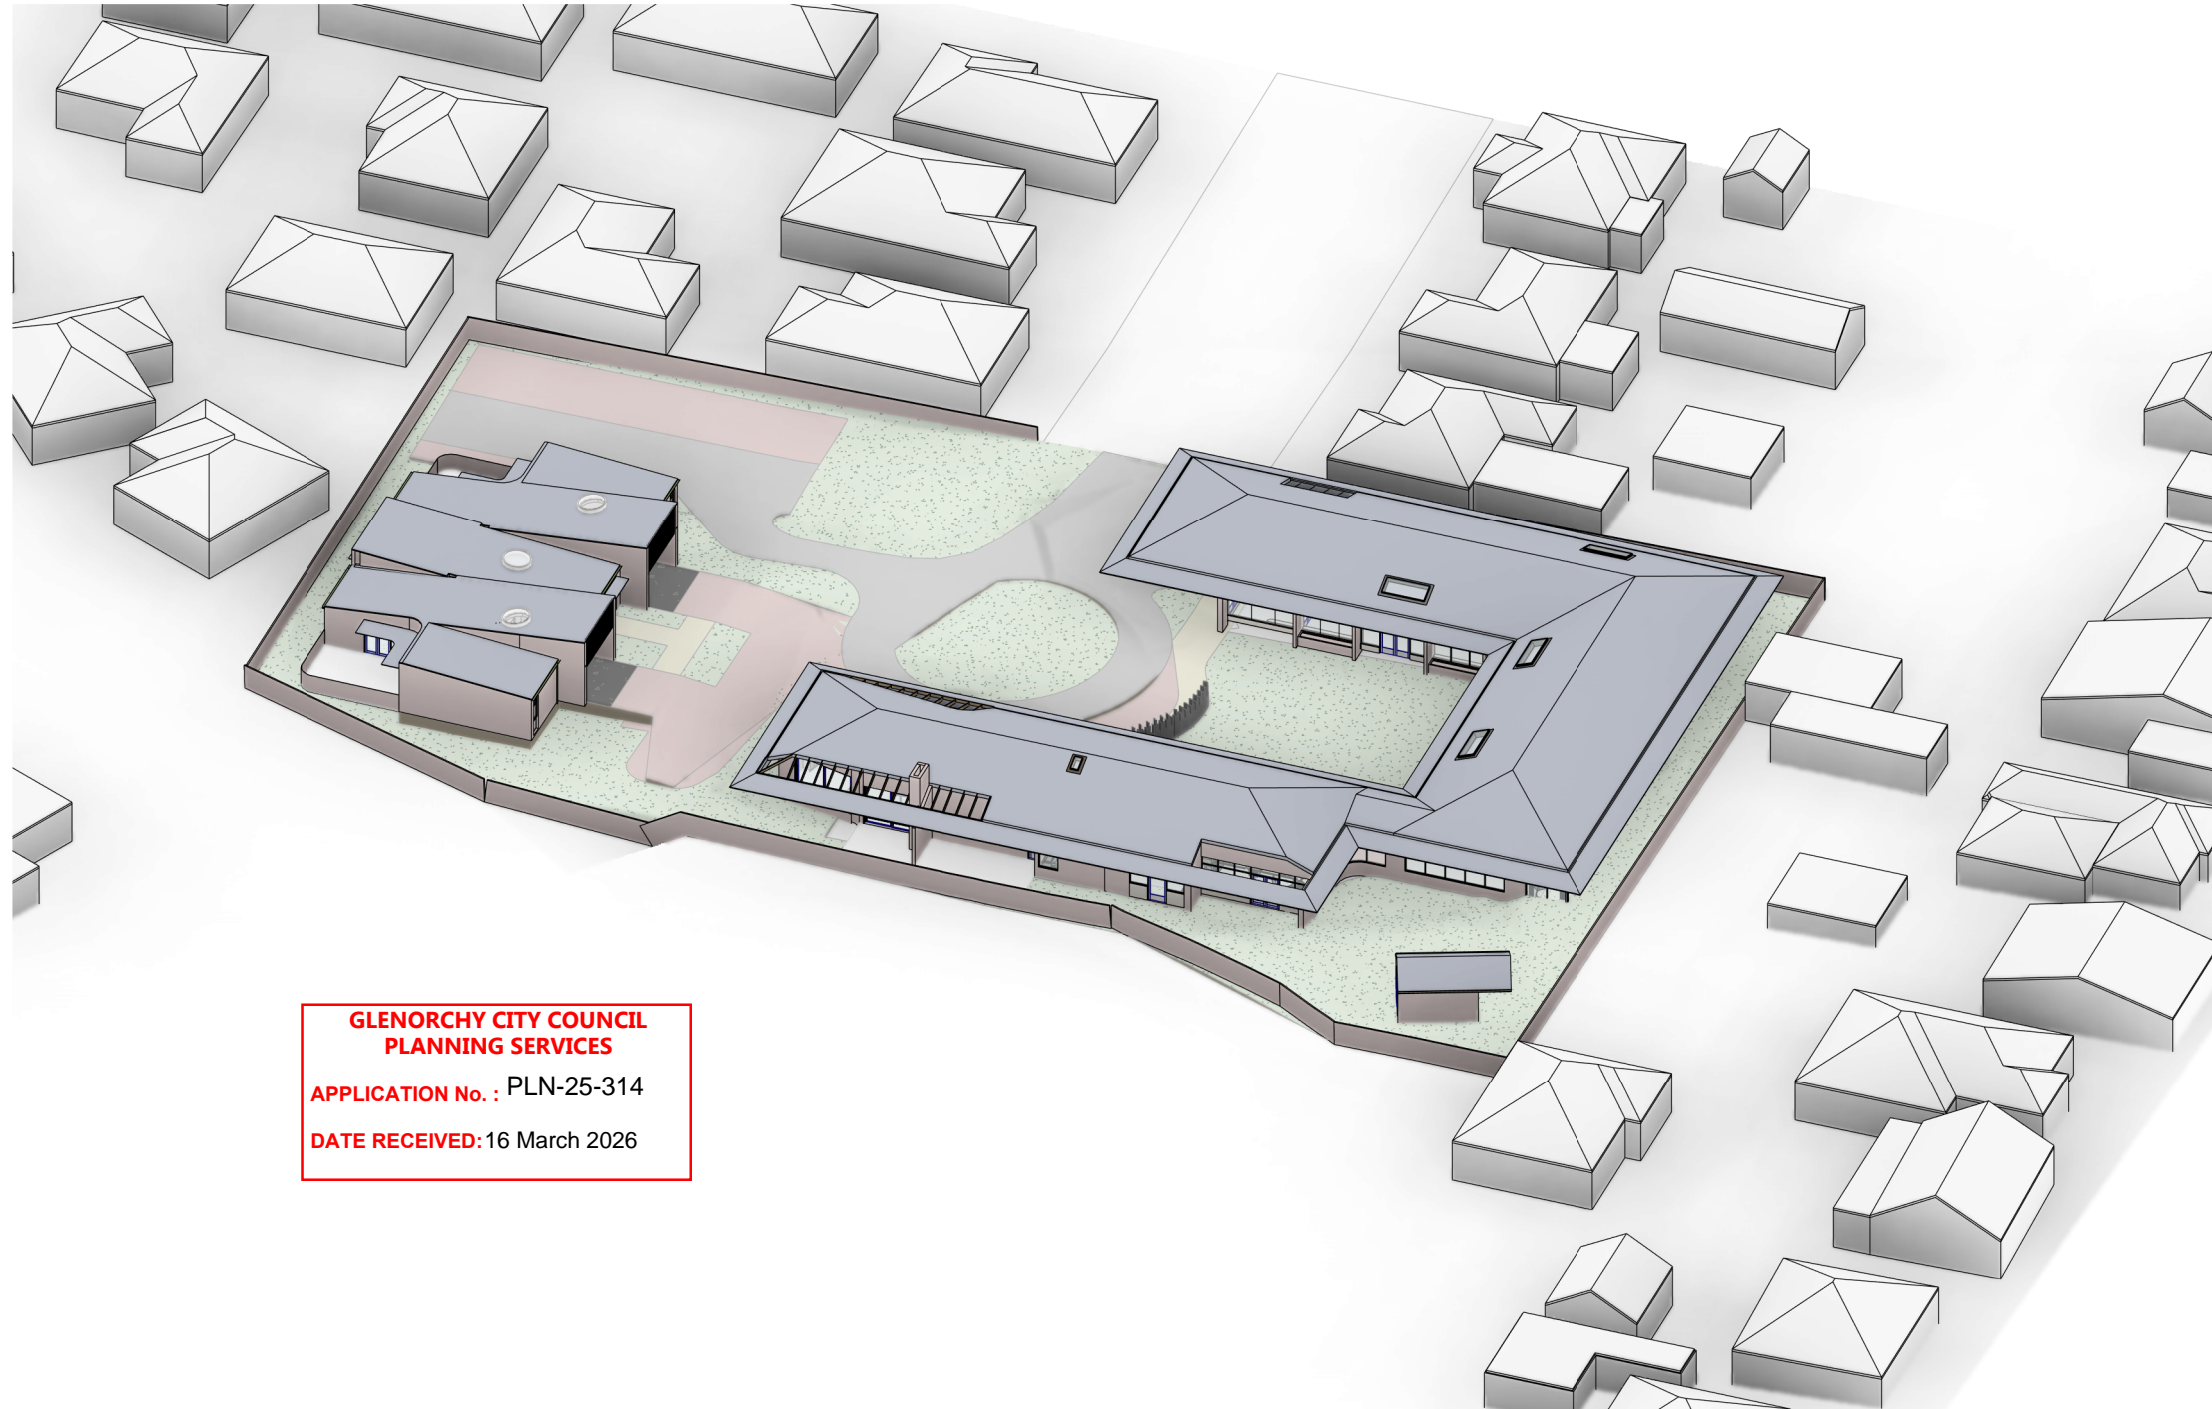 GLENORCHY CITY COUNCIL
PLANNING SERVICES
APPLICATION No. : PLN-25-314
DATE RECEIVED: 16 March 2026